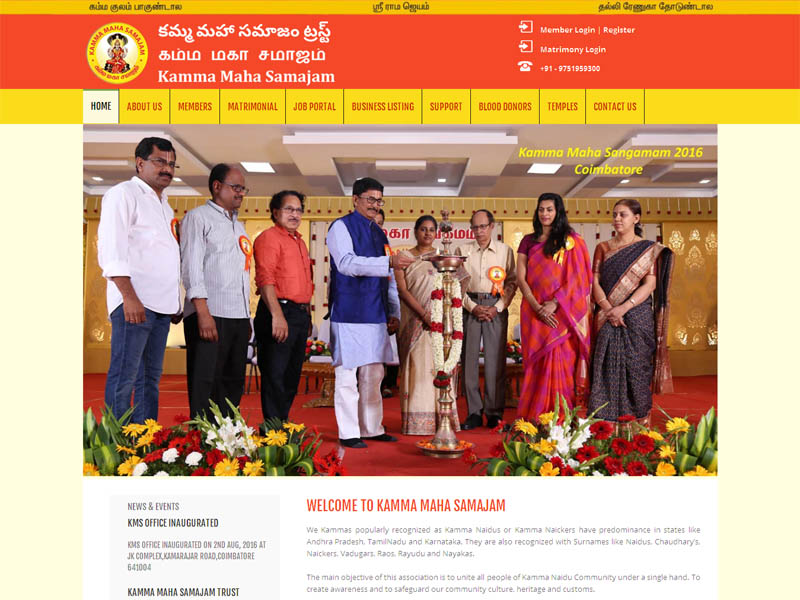 கம்ம குலம் பாகுண்டால
ஸ்ரீ ராம ஜெயம்
தல்லி ரேணுகா தோடுண்டால
KAMMA MAHA SAMAJAM
కమ్మ మహా సమాజం ట్రస్ట్
கம்ம மகா சமாஜம்
Kamma Maha Samajam
Member Login | Register
Matrimony Login
+91 - 9751959300
HOME ABOUT US MEMBERS MATRIMONIAL JOB PORTAL BUSINESS LISTING SUPPORT BLOOD DONORS TEMPLES CONTACT US
Kamma Maha Sangamam 2016
Coimbatore
NEWS & EVENTS
KMS OFFICE INAUGURATED
KMS OFFICE INAUGURATED ON 2ND AUG, 2016 AT
JK COMPLEX,KAMARAJAR ROAD,COIMBATORE
641004
KAMMA MAHA SAMAJAM TRUST
WELCOME TO KAMMA MAHA SAMAJAM
We Kammas popularly recognized as Kamma Naidus or Kamma Naickers have predominance in states like
Andhra Pradesh, TamilNadu and Karnataka. They are also recognized with Surnames like Naidus, Chaudhary's,
Naickers, Vadugars, Raos, Rayudu and Nayakas.
The main objective of this association is to unite all people of Kamma Naidu Community under a single hand. To
create awareness and to safeguard our community culture, heritage and customs.